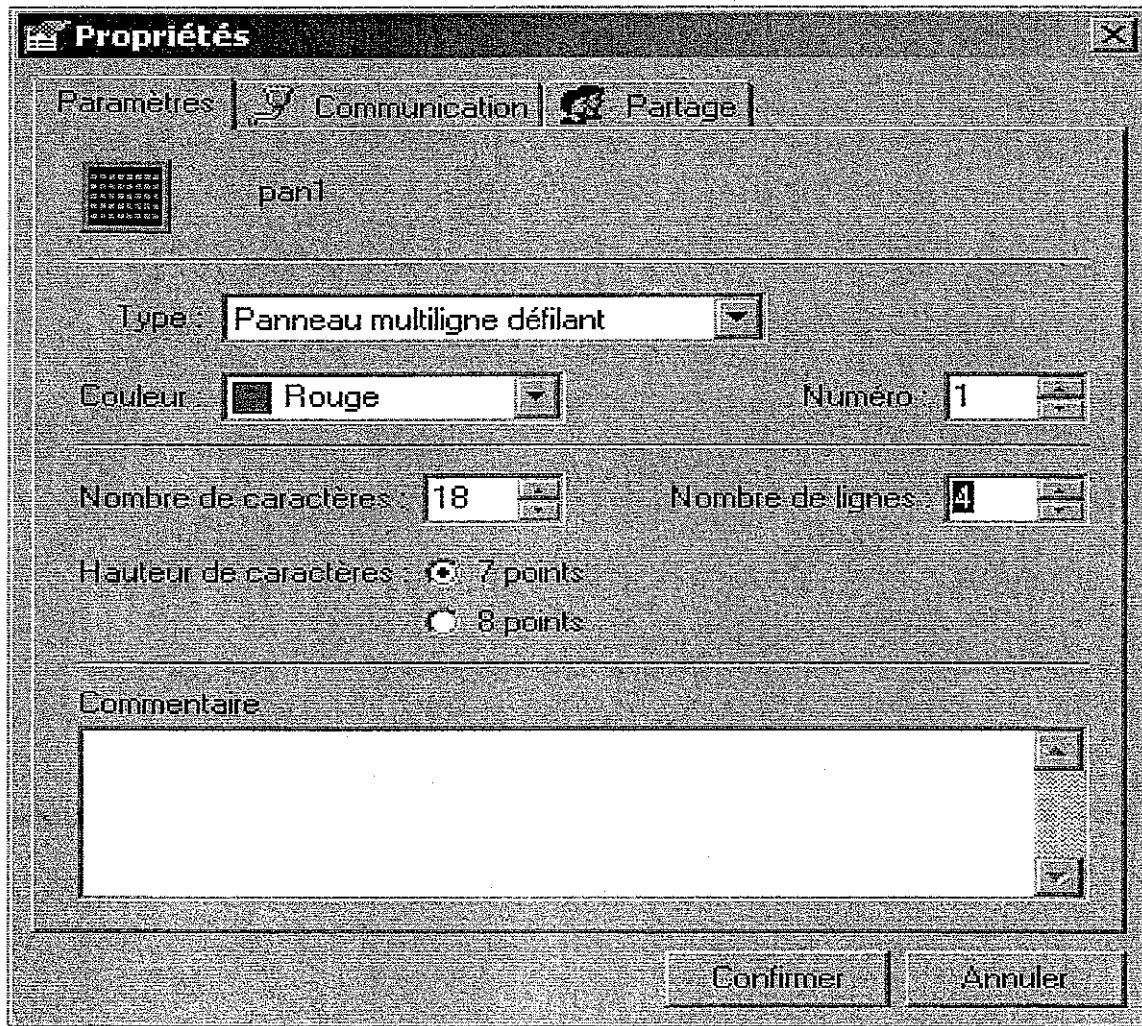 Propriétés
Paramètres Communication Partage
pan1
Type : Panneau multiligne défilant
Couleur : Rouge Numéro : 1
Nombre de caractères : 18 Nombre de lignes : 4
Hauteur de caractères : 7 points
8 points
Commentaire
Confirmer Annuler